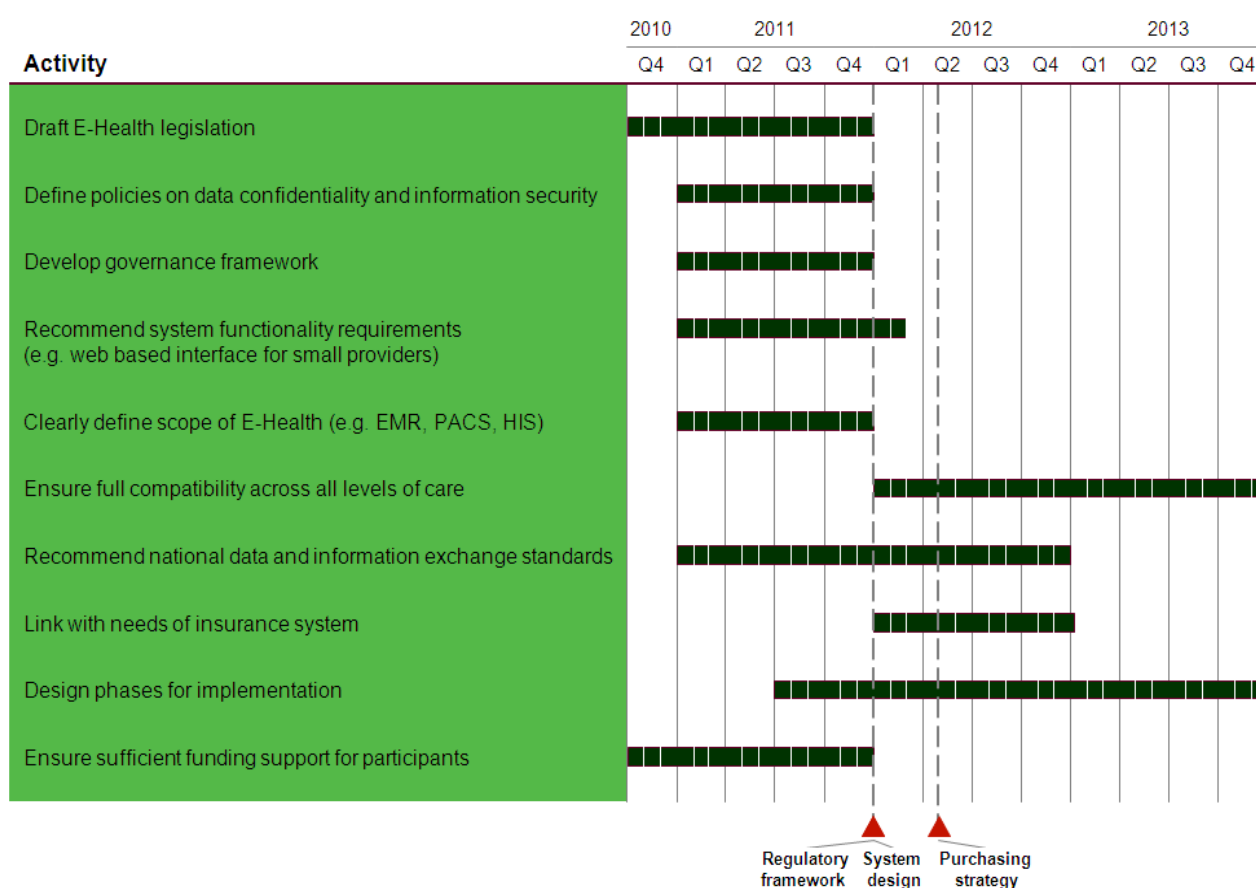 2010 2011 2012 2013
Activity Q4 Q1 Q2 Q3 Q4 Q1 Q2 Q3 Q4 Q1 Q2 Q3 Q4
Draft E-Health legislation
Define policies on data confidentiality and information security
Develop governance framework
Recommend system functionality requirements
(e.g. web based interface for small providers)
Clearly define scope of E-Health (e.g. EMR, PACS, HIS)
Ensure full compatibility across all levels of care
Recommend national data and information exchange standards
Link with needs of insurance system
Design phases for implementation
Ensure sufficient funding support for participants
Regulatory System Purchasing
framework design strategy